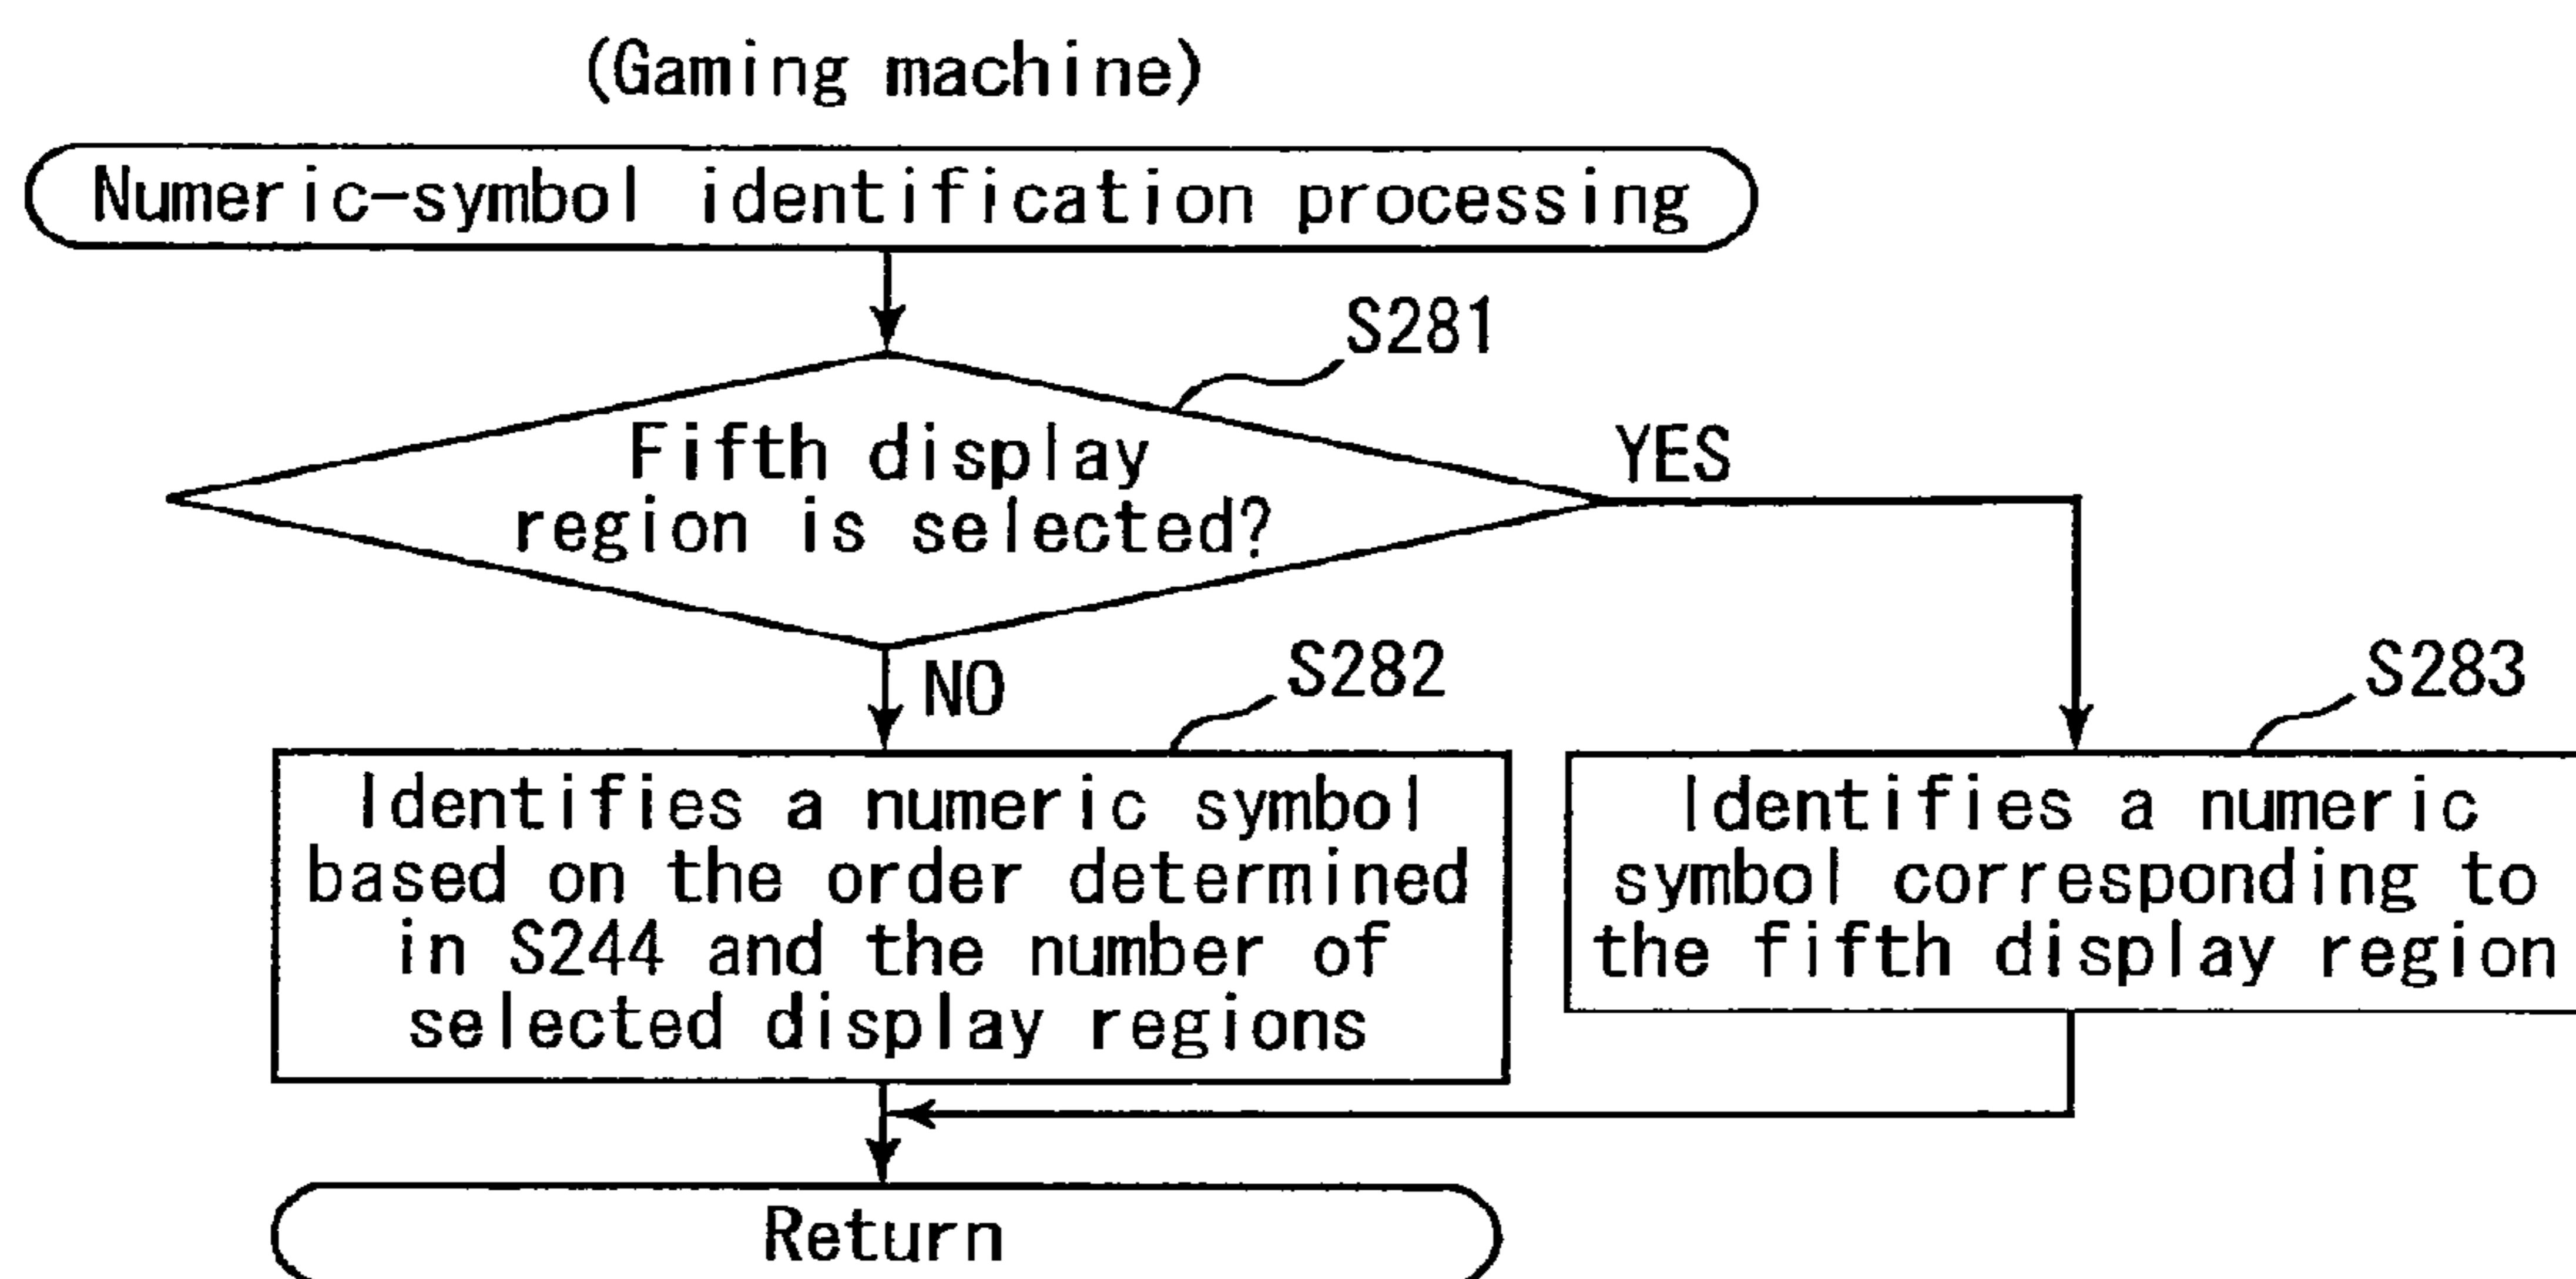 (Gaming machine)
Numeric-symbol identification processing
S281
Fifth display
region is selected?
YES
NO
S282
S283
Identifies a numeric symbol
based on the order determined
in S244 and the number of
selected display regions
Identifies a numeric
symbol corresponding to
the fifth display region
Return